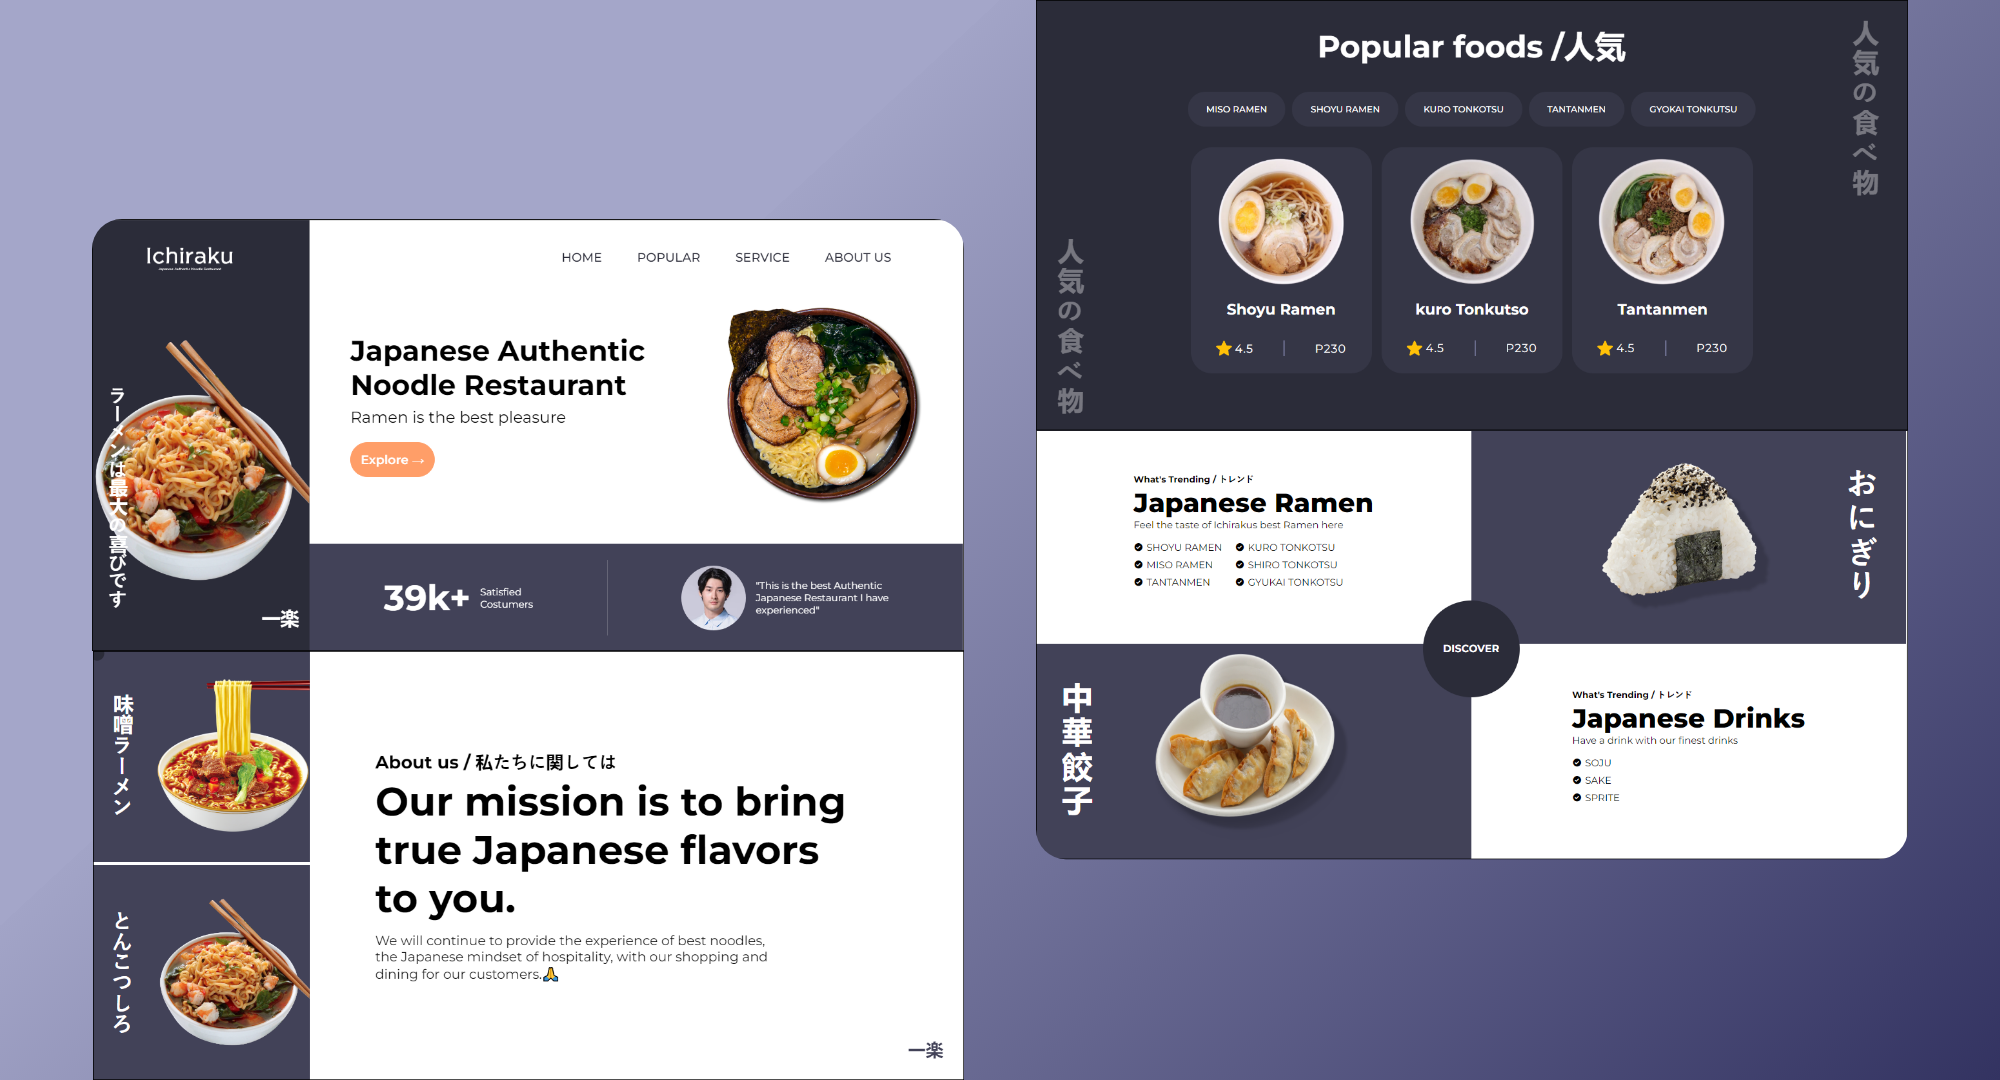 Ichiraku
Japanese Authentic Noodle Restaurant
ラーメンは最大の喜びです
一楽
HOME POPULAR SERVICE ABOUT US
Japanese Authentic
Noodle Restaurant
Ramen is the best pleasure
Explore →
39k+
Satisfied
Costumers
"This is the best Authentic
Japanese Restaurant I have
experienced"
味噌ラーメン
とんこつしろ
About us / 私たちに関しては
Our mission is to bring
true Japanese flavors
to you.
We will continue to provide the experience of best noodles,
the Japanese mindset of hospitality, with our shopping and
dining for our customers.🙏
一楽
Popular foods /人気
人気の食べ物
人気の食べ物
MISO RAMEN SHOYU RAMEN KURO TONKOTSU TANTANMEN GYOKAI TONKUTSU
Shoyu Ramen
4.5 | P230
kuro Tonkutso
4.5 | P230
Tantanmen
4.5 | P230
What's Trending / トレンド
Japanese Ramen
Feel the taste of Ichirakus best Ramen here
SHOYU RAMEN KURO TONKOTSU
MISO RAMEN SHIRO TONKOTSU
TANTANMEN GYUKAI TONKOTSU
おにぎり
DISCOVER
中華餃子
What's Trending / トレンド
Japanese Drinks
Have a drink with our finest drinks
SOJU
SAKE
SPRITE